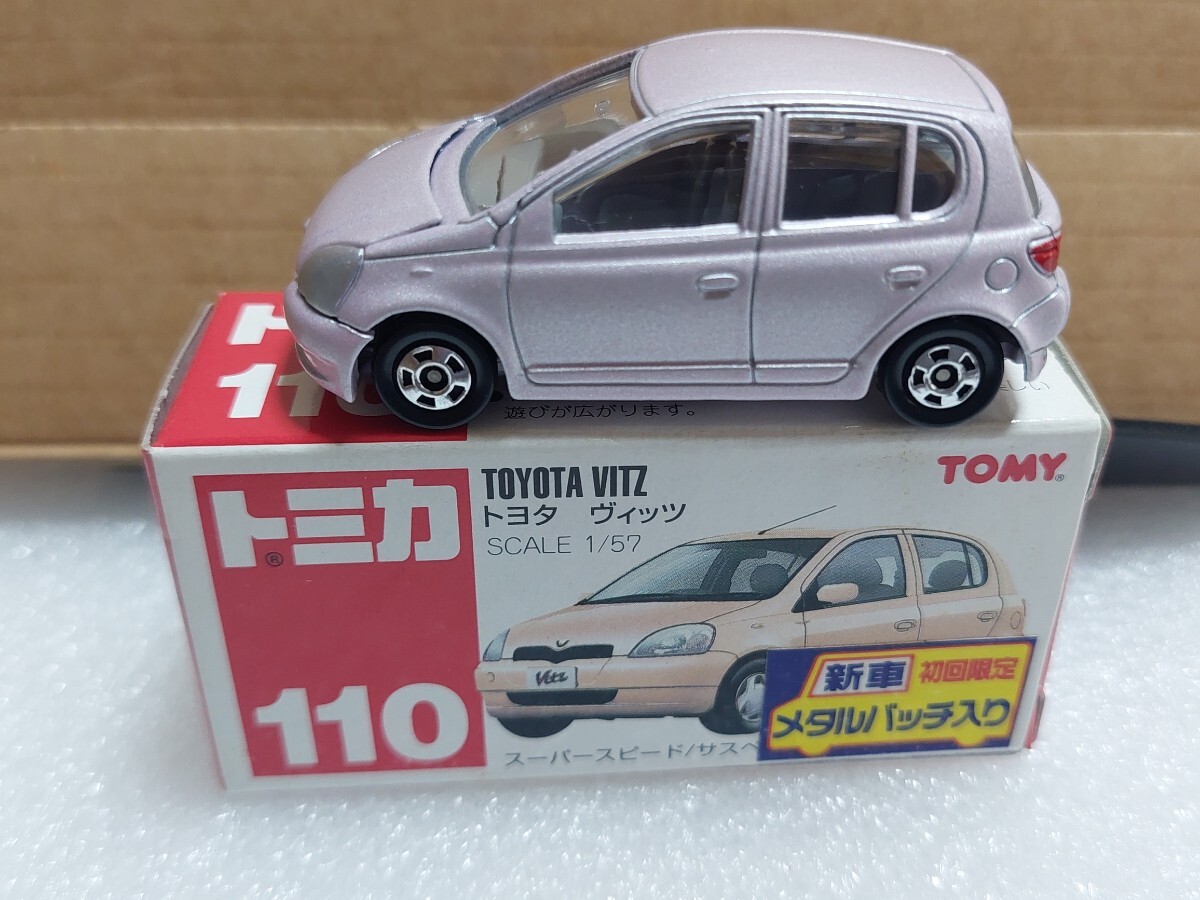 ト
110
遊びが広がります。
しい
トミカ®
110
TOYOTA VITZ
トヨタ ヴィッツ
SCALE 1/57
TOMY®
Vitz
新車 初回限定
メタルバッチ入り
スーパースピード/サスペ